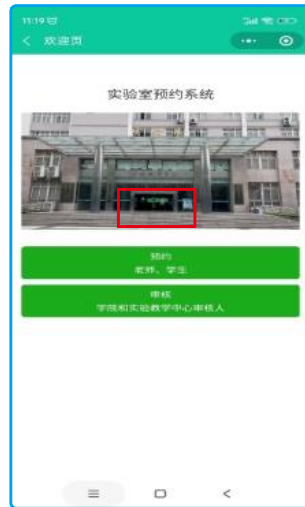 11:19
欢迎页
实验室预约系统
预约
老师、学生
审核
学院和实验教学中心审核人